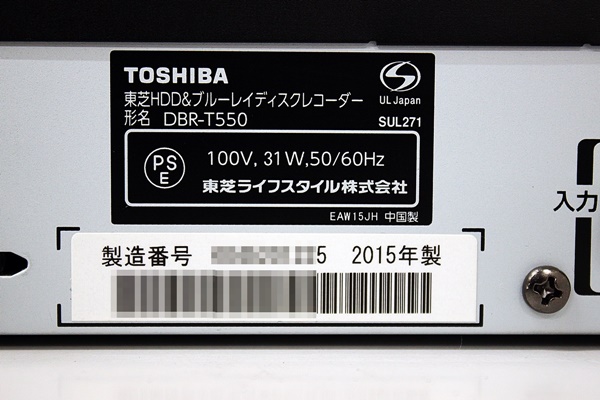 TOSHIBA
東芝HDD&ブルーレイディスクレコーダー
形名 DBR-T550
S
UL Japan
SUL271
PS
E
100V, 31W, 50/60Hz
東芝ライフスタイル株式会社
EAW15JH 中国製
製造番号 5 2015年製
入力